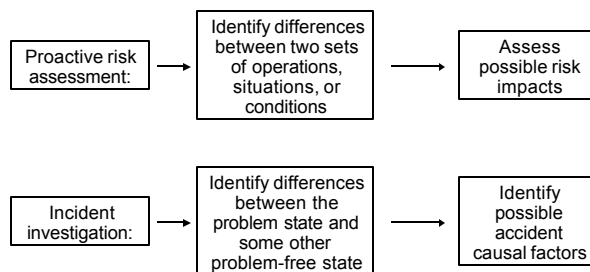 Proactive risk
assessment:
Identify differences
between two sets
of operations,
situations, or
conditions
Assess
possible risk
impacts
Incident
investigation:
Identify differences
between the
problem state and
some other
problem-free state
Identify
possible
accident
causal factors